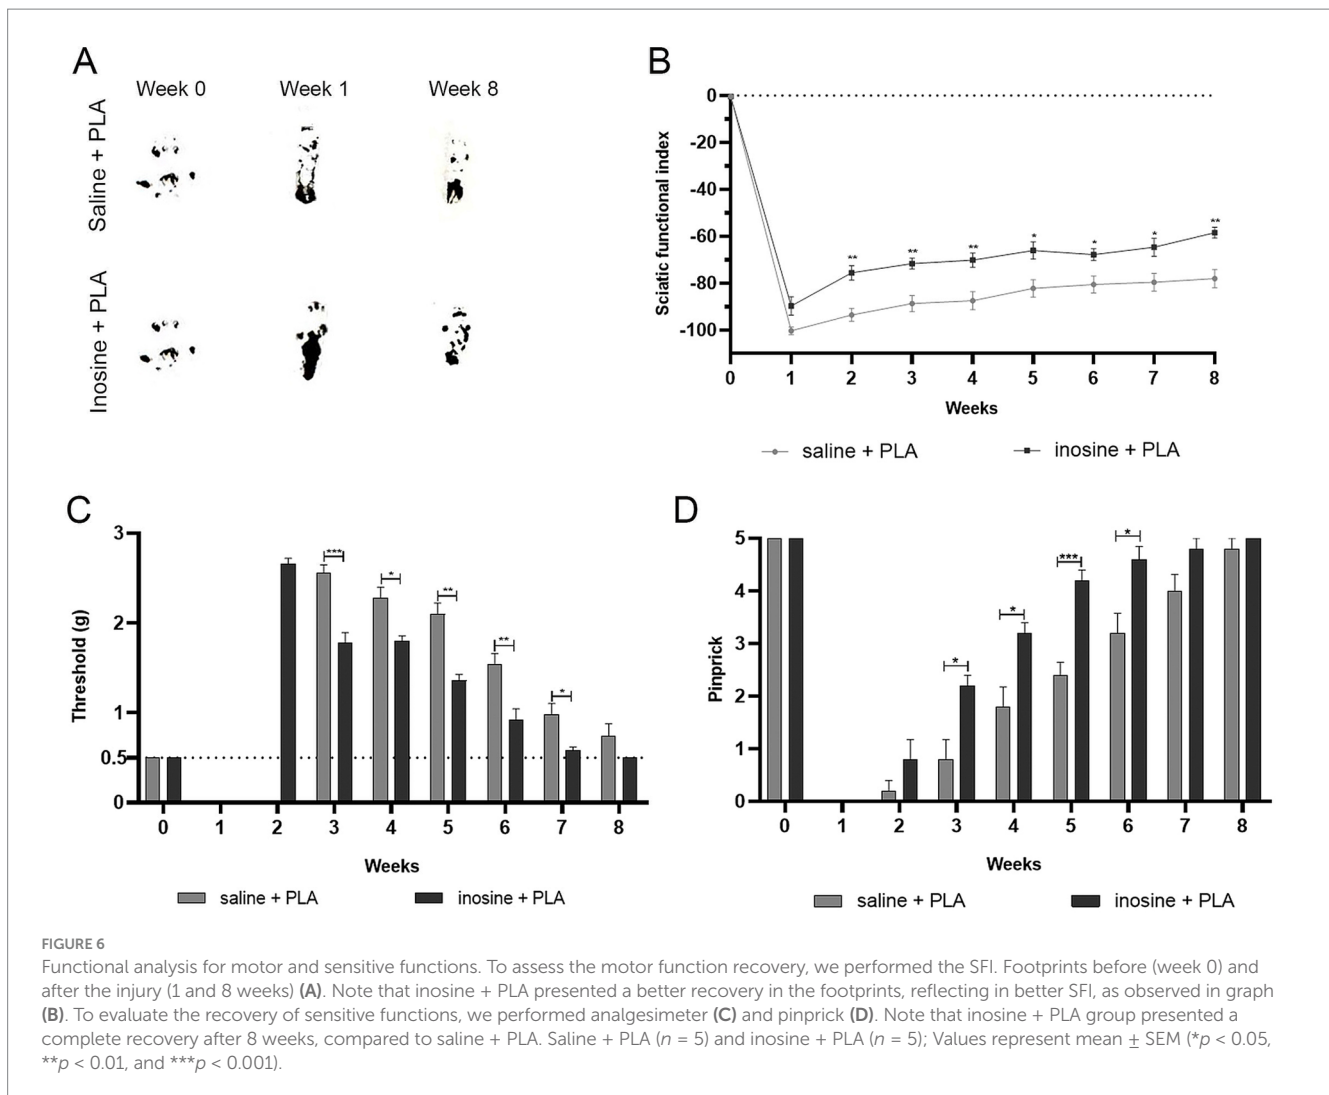 A
Week 0
Week 1
Week 8
Saline + PLA
Inosine + PLA
B
Sciatic functional index
0
-20
-40
-60
-80
-100
** ** ** * * * **
0 1 2 3 4 5 6 7 8
Weeks
saline + PLA
inosine + PLA
C
Threshold (g)
3
2
1
0.5
0
*** * ** ** *
0 1 2 3 4 5 6 7 8
Weeks
saline + PLA
inosine + PLA
D
Pinprick
5
4
3
2
1
0
* * *** *
0 1 2 3 4 5 6 7 8
Weeks
saline + PLA
inosine + PLA
FIGURE 6
Functional analysis for motor and sensitive functions. To assess the motor function recovery, we performed the SFI. Footprints before (week 0) and
after the injury (1 and 8 weeks) (A). Note that inosine + PLA presented a better recovery in the footprints, reflecting in better SFI, as observed in graph
(B). To evaluate the recovery of sensitive functions, we performed analgesimeter (C) and pinprick (D). Note that inosine + PLA group presented a
complete recovery after 8 weeks, compared to saline + PLA. Saline + PLA (n = 5) and inosine + PLA (n = 5); Values represent mean ± SEM (*p < 0.05,
**p < 0.01, and ***p < 0.001).